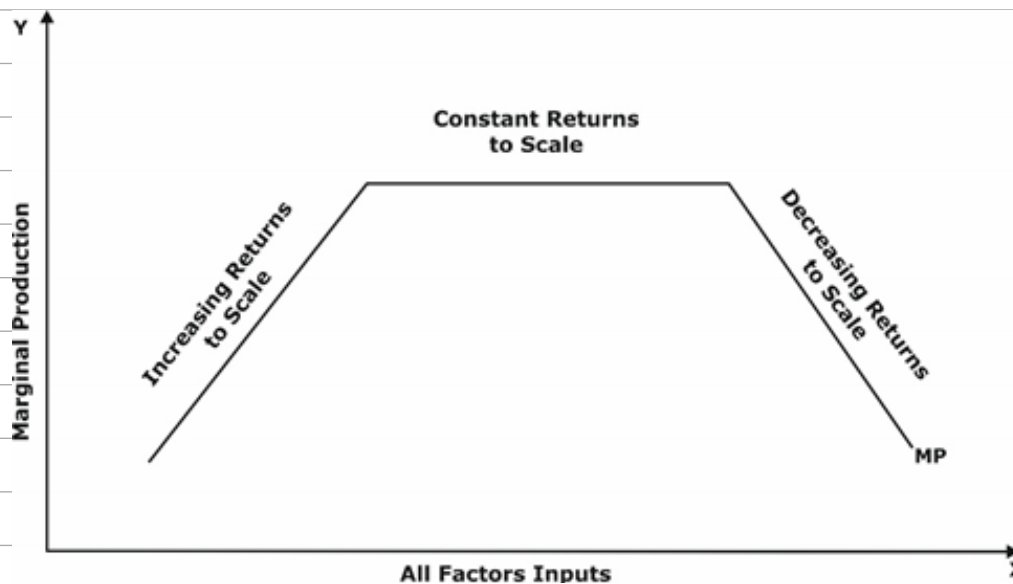 Y
Constant Returns
to Scale
Increasing Returns
to Scale
Decreasing Returns
to Scale
Marginal Production
MP
All Factors Inputs
X